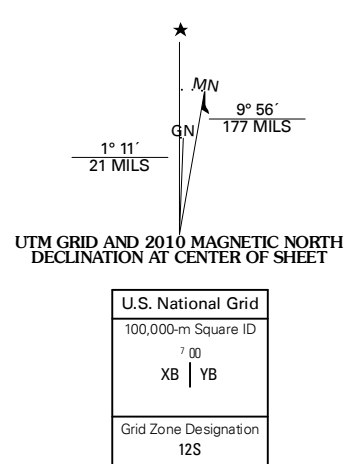 ★
MN
GN
9° 56´
177 MILS
1° 11´
21 MILS
UTM GRID AND 2010 MAGNETIC NORTH
DECLINATION AT CENTER OF SHEET
U.S. National Grid
100,000-m Square ID
7 00
XB YB
Grid Zone Designation
12S